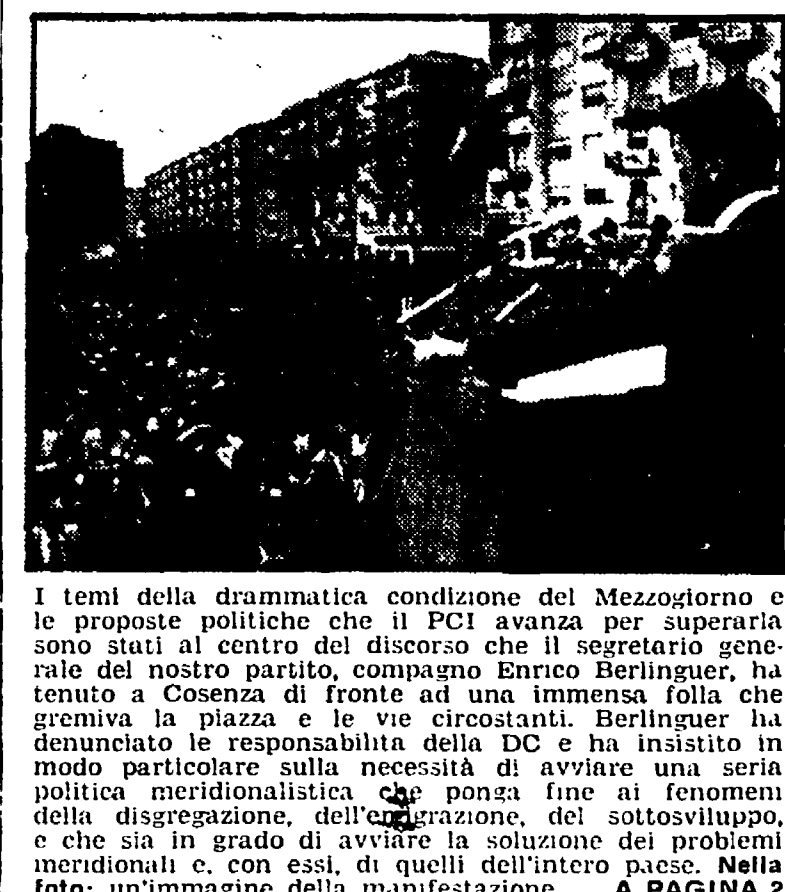 I temi della drammatica condizione del Mezzogiorno e
le proposte politiche che il PCI avanza per superarla
sono stati al centro del discorso che il segretario gene-
rale del nostro partito, compagno Enrico Berlinguer, ha
tenuto a Cosenza di fronte ad una immensa folla che
gremiva la piazza e le vie circostanti. Berlinguer ha
denunciato le responsabilità della DC e ha insistito in
modo particolare sulla necessità di avviare una seria
politica meridionalistica che ponga fine ai fenomeni
della disgregazione, dell'emigrazione, del sottosviluppo,
e che sia in grado di avviare la soluzione dei problemi
meridionali e, con essi, di quelli dell'intero paese. Nella
foto: un'immagine della manifestazione A PAGINA 2